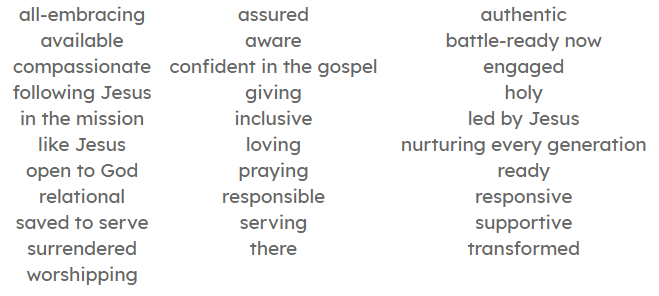 all-embracing assured authentic
available aware battle-ready now
compassionate confident in the gospel engaged
following Jesus giving holy
in the mission inclusive led by Jesus
like Jesus loving nurturing every generation
open to God praying ready
relational responsible responsive
saved to serve serving supportive
surrendered there transformed
worshipping